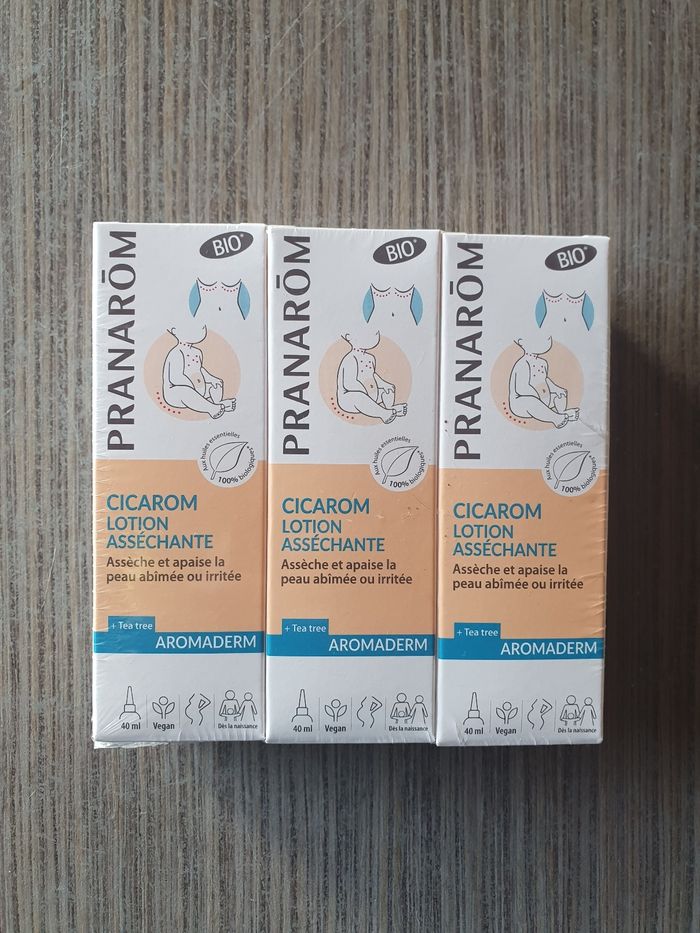 PRANARŌM
BIO®
Aux huiles essentielles
100% biologiques*
CICAROM
LOTION
ASSÉCHANTE
Assèche et apaise la
peau abîmée ou irritée
+ Tea tree
AROMADERM
40 ml
Vegan
Dès la naissance
PRANARŌM
BIO®
Aux huiles essentielles
100% biologiques*
CICAROM
LOTION
ASSÉCHANTE
Assèche et apaise la
peau abîmée ou irritée
+ Tea tree
AROMADERM
40 ml
Vegan
Dès la naissance
PRANARŌM
BIO®
Aux huiles essentielles
100% biologiques*
CICAROM
LOTION
ASSÉCHANTE
Assèche et apaise la
peau abîmée ou irritée
+ Tea tree
AROMADERM
40 ml
Vegan
Dès la naissance